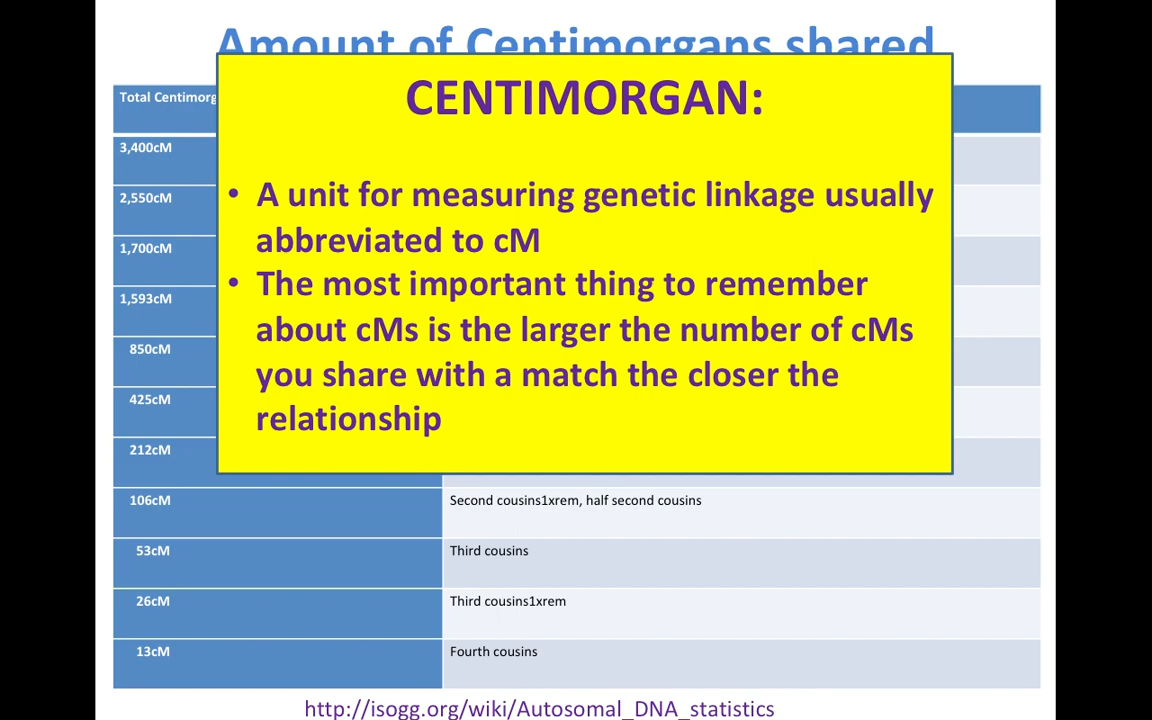 Amount of Centimorgans shared
Total Centimorg
CENTIMORGAN:
3,400cM
2,550cM
1,700cM
1,593cM
850cM
425cM
212cM
• A unit for measuring genetic linkage usually
abbreviated to cM
• The most important thing to remember
about cMs is the larger the number of cMs
you share with a match the closer the
relationship
106cM Second cousins1xrem, half second cousins
53cM Third cousins
26cM Third cousins1xrem
13cM Fourth cousins
http://isogg.org/wiki/Autosomal_DNA_statistics